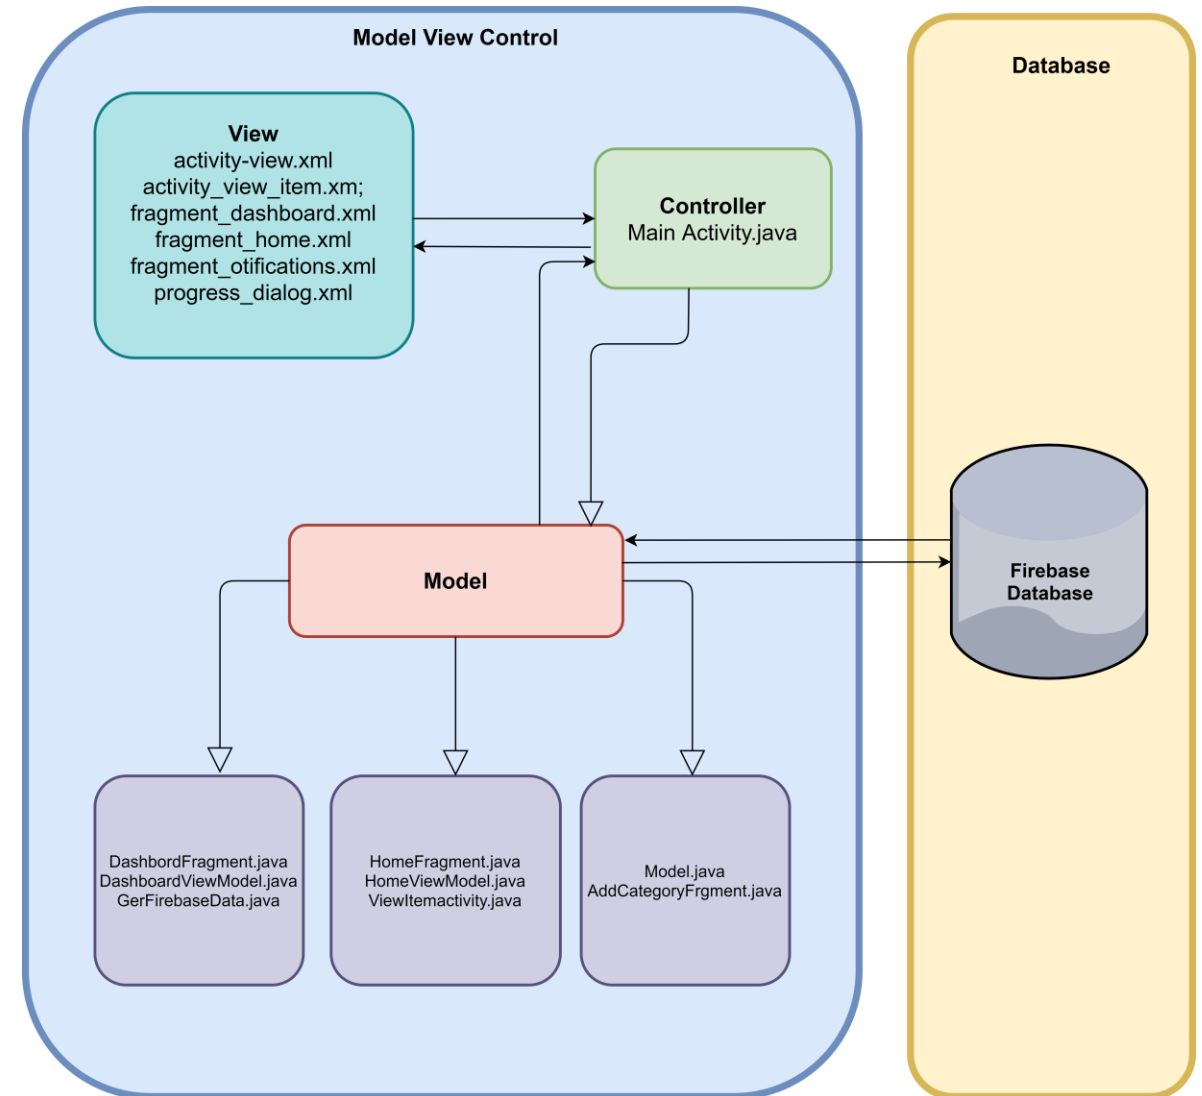 Model View Control
Database
View
activity-view.xml
activity_view_item.xm;
fragment_dashboard.xml
fragment_home.xml
fragment_otifications.xml
progress_dialog.xml
Controller
Main Activity.java
Model
Firebase
Database
DashbordFragment.java
DashboardViewModel.java
GerFirebaseData.java
HomeFragment.java
HomeViewModel.java
ViewItemactivity.java
Model.java
AddCategoryFrgment.java